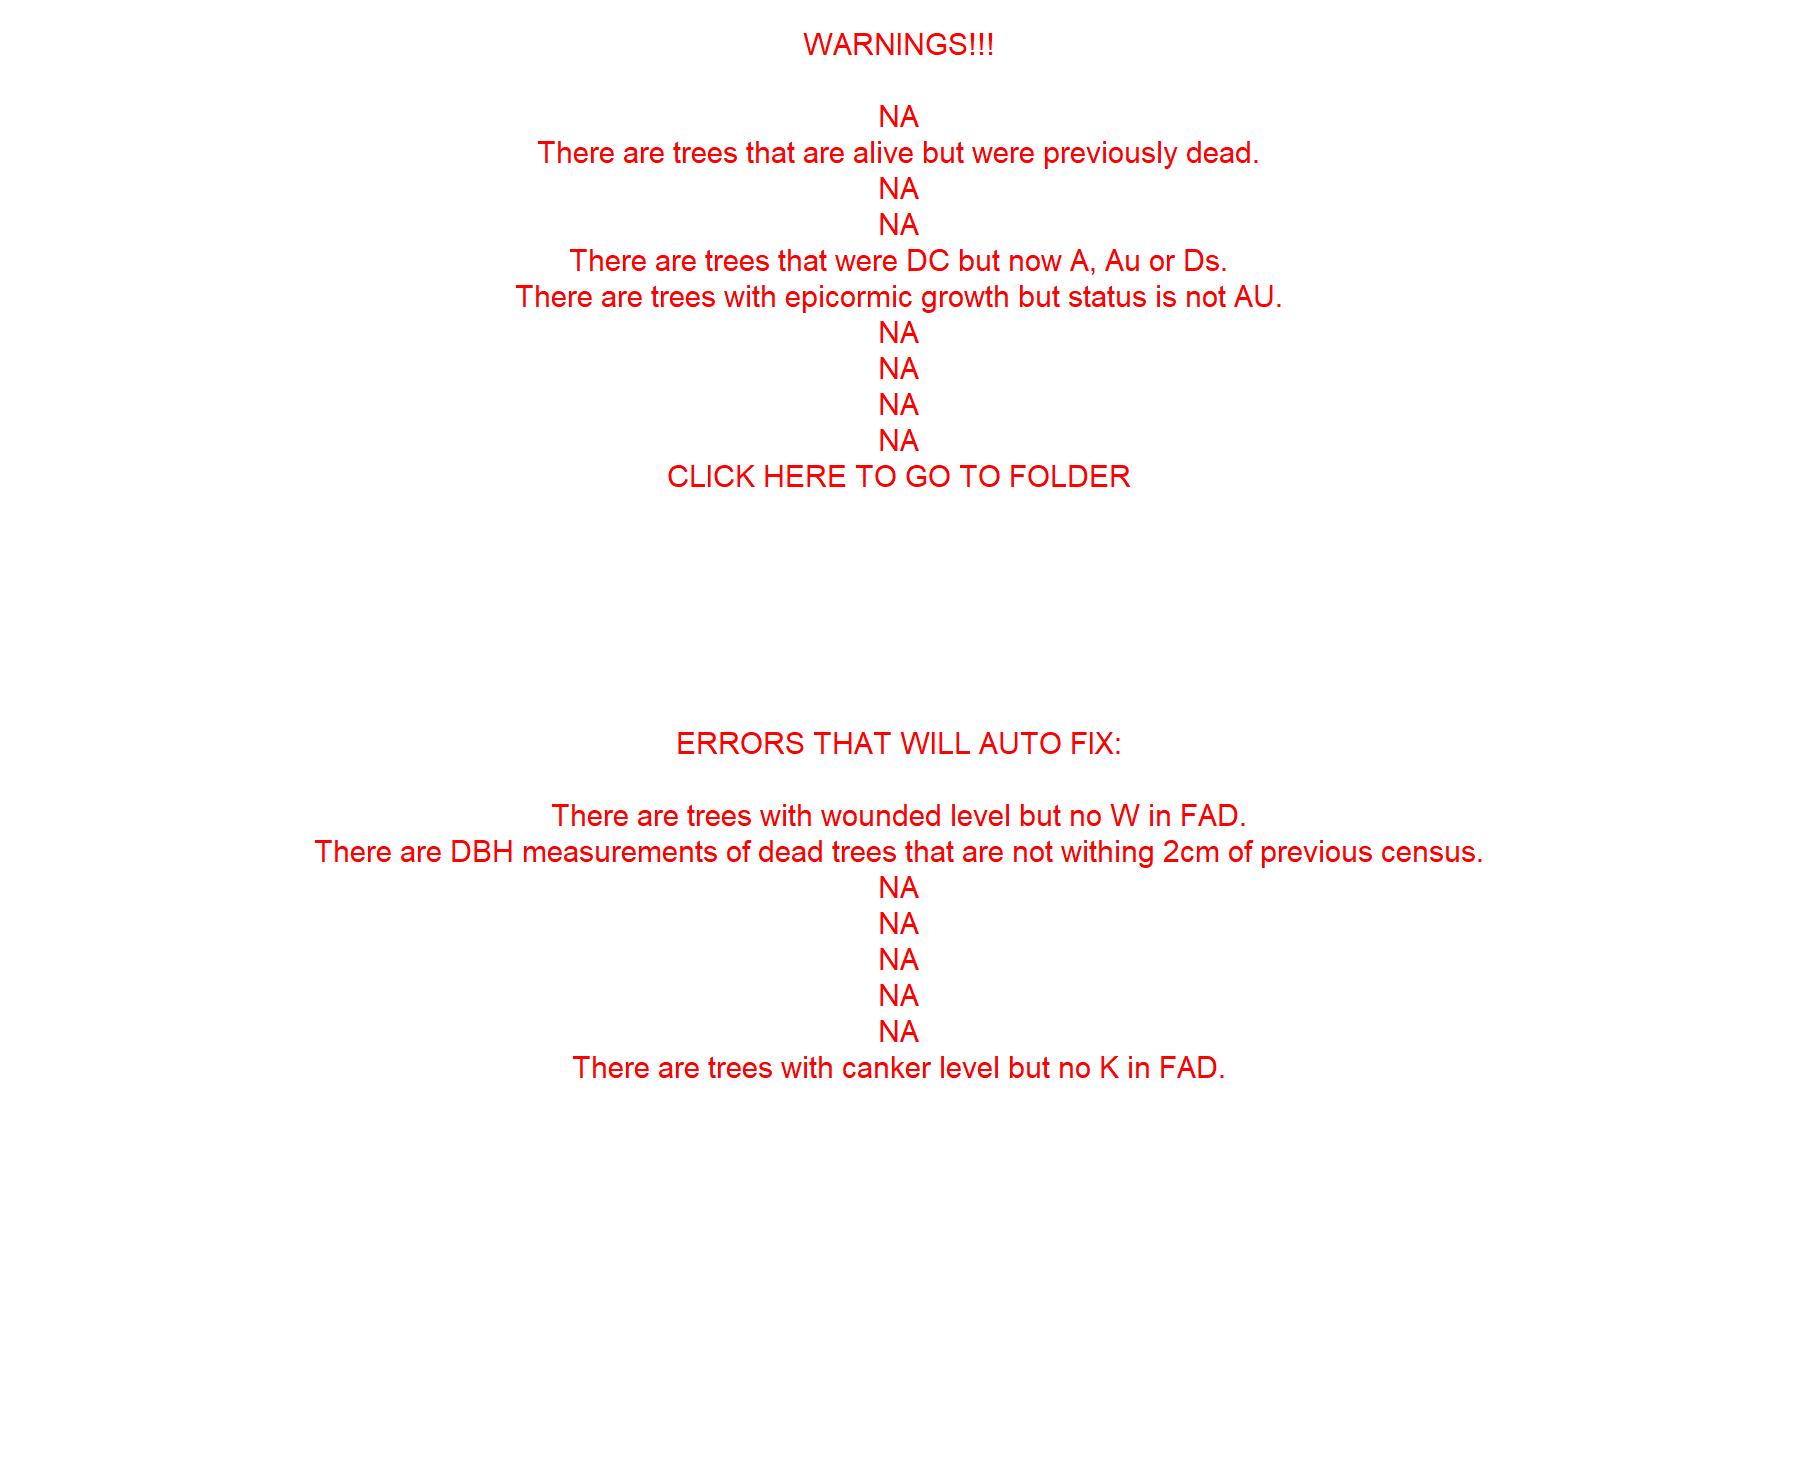 WARNINGS!!!
NA
There are trees that are alive but were previously dead.
NA
NA
There are trees that were DC but now A, Au or Ds.
There are trees with epicormic growth but status is not AU.
NA
NA
NA
NA
CLICK HERE TO GO TO FOLDER
ERRORS THAT WILL AUTO FIX:
There are trees with wounded level but no W in FAD.
There are DBH measurements of dead trees that are not withing 2cm of previous census.
NA
NA
NA
NA
NA
There are trees with canker level but no K in FAD.